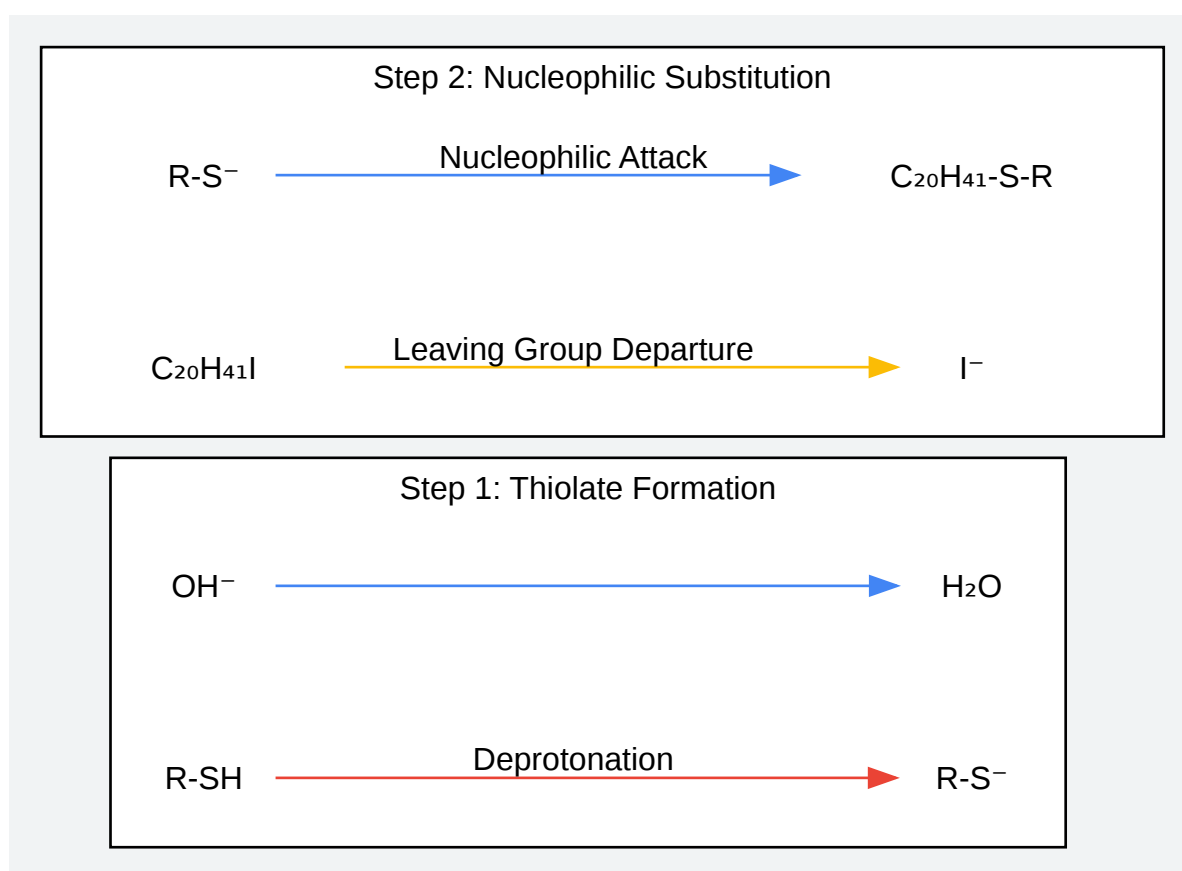 Step 2: Nucleophilic Substitution
R-S⁻ Nucleophilic Attack C₂₀H₄₁-S-R
C₂₀H₄₁I Leaving Group Departure I⁻
Step 1: Thiolate Formation
OH⁻ H₂O
R-SH Deprotonation R-S⁻